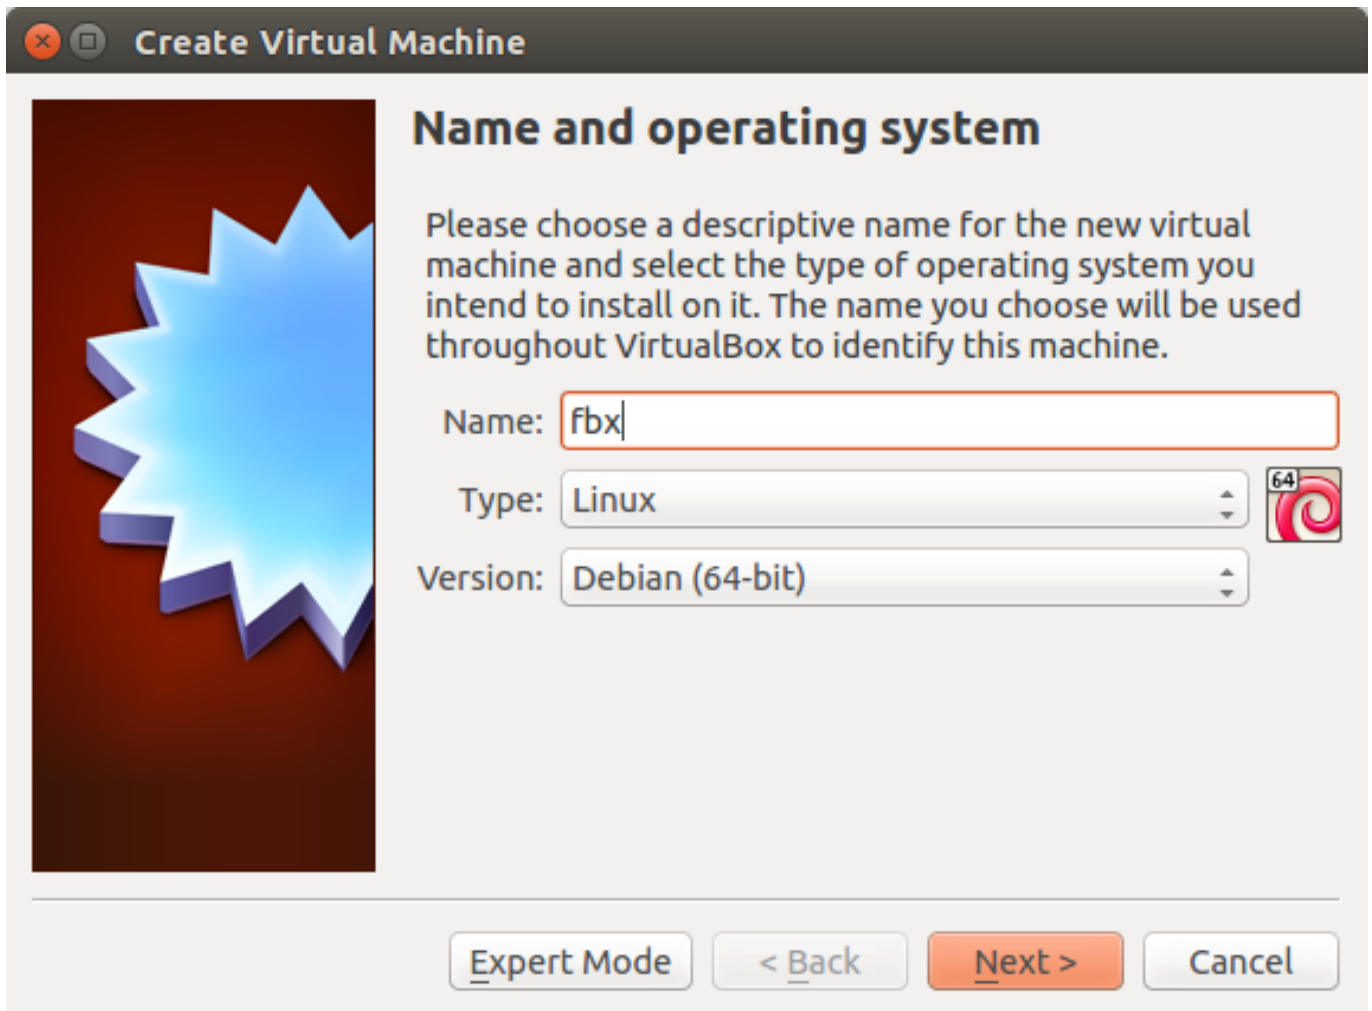 Create Virtual Machine
Name and operating system
Please choose a descriptive name for the new virtual
machine and select the type of operating system you
intend to install on it. The name you choose will be used
throughout VirtualBox to identify this machine.
Name: fbx
Type: Linux
64
Version: Debian (64-bit)
Expert Mode < Back Next > Cancel